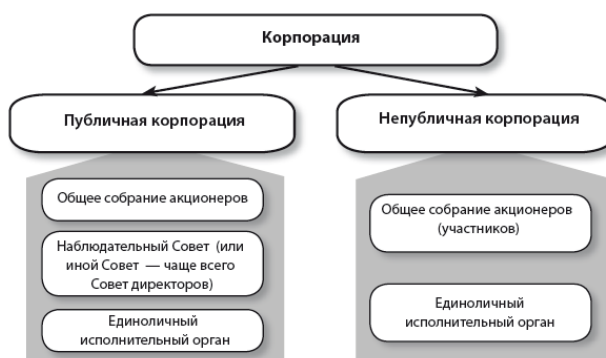 Корпорация
Публичная корпорация
Непубличная корпорация
Общее собрание акционеров
Наблюдательный Совет (или
иной Совет — чаще всего
Совет директоров)
Единоличный
исполнительный орган
Общее собрание акционеров
(участников)
Единоличный
исполнительный орган